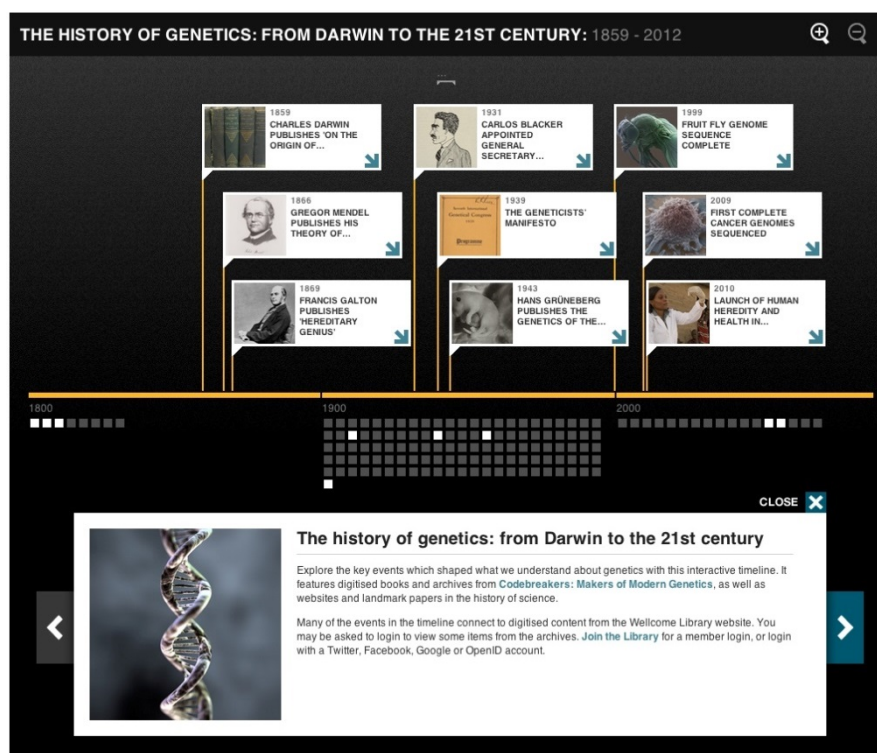 THE HISTORY OF GENETICS: FROM DARWIN TO THE 21ST CENTURY: 1859 - 2012
...
1859
CHARLES DARWIN
PUBLISHES 'ON THE
ORIGIN OF...
1931
CARLOS BLACKER
APPOINTED
GENERAL
SECRETARY...
1999
FRUIT FLY GENOME
SEQUENCE
COMPLETE
1866
GREGOR MENDEL
PUBLISHES HIS
THEORY OF...
1939
THE GENETICISTS'
MANIFESTO
Genetical Congress
Programme
2009
FIRST COMPLETE
CANCER GENOMES
SEQUENCED
1869
FRANCIS GALTON
PUBLISHES
'HEREDITARY
GENIUS'
1943
HANS GRÜNEBERG
PUBLISHES THE
GENETICS OF THE...
2010
LAUNCH OF HUMAN
HEREDITY AND
HEALTH IN...
1800
1900
2000
CLOSE
The history of genetics: from Darwin to the 21st century
Explore the key events which shaped what we understand about genetics with this interactive timeline. It
features digitised books and archives from Codebreakers: Makers of Modern Genetics, as well as
websites and landmark papers in the history of science.
Many of the events in the timeline connect to digitised content from the Wellcome Library website. You
may be asked to login to view some items from the archives. Join the Library for a member login, or login
with a Twitter, Facebook, Google or OpenID account.